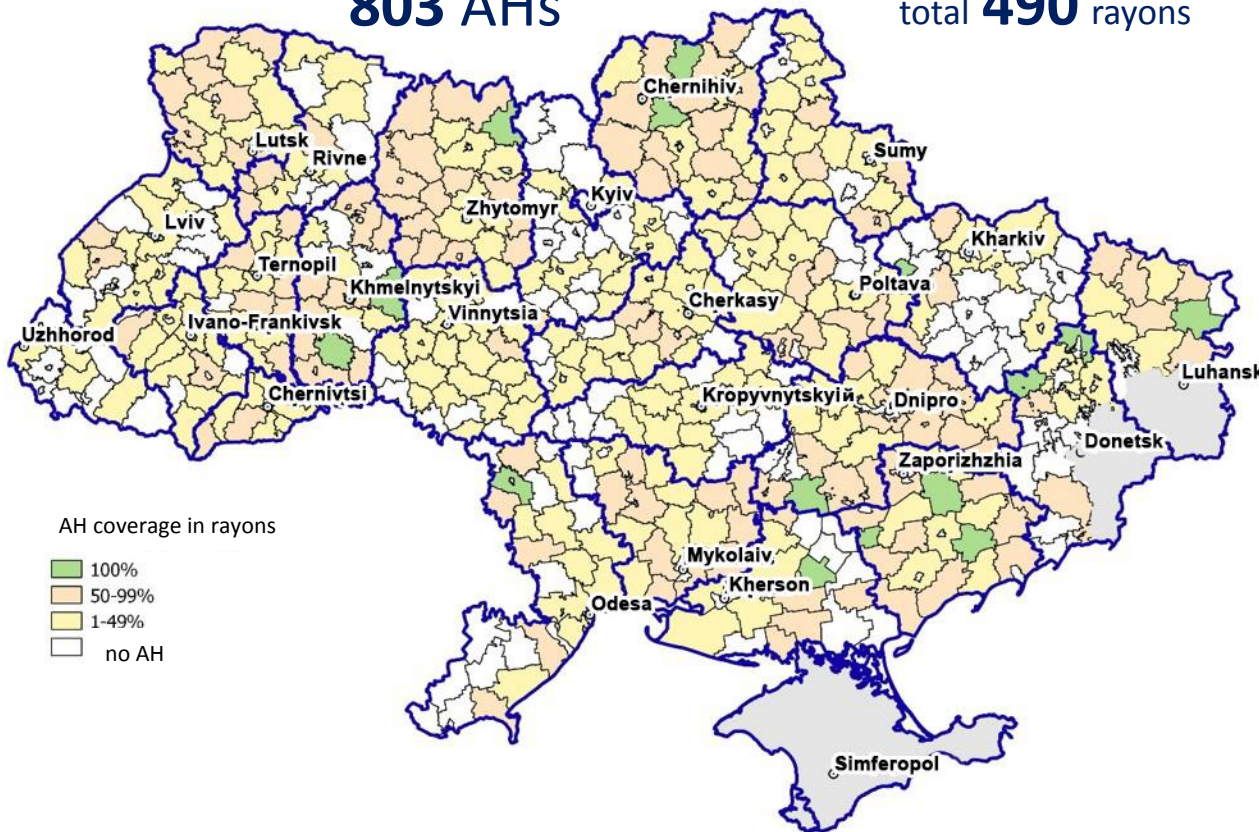 803 AHs
total 490 rayons
Chernihiv
Lutsk
Rivne
Sumy
Kyiv
Lviv
Zhytomyr
Kharkiv
Ternopil
Khmelnytskyi
Poltava
Cherkasy
Vinnytsia
Uzhhorod
Ivano-Frankivsk
Luhansk
Chernivtsi
Kropyvnytskyiй
Dnipro
Donetsk
Zaporizhzhia
AH coverage in rayons
100%
50-99%
1-49%
no AH
Mykolaiv
Kherson
Odesa
Simferopol